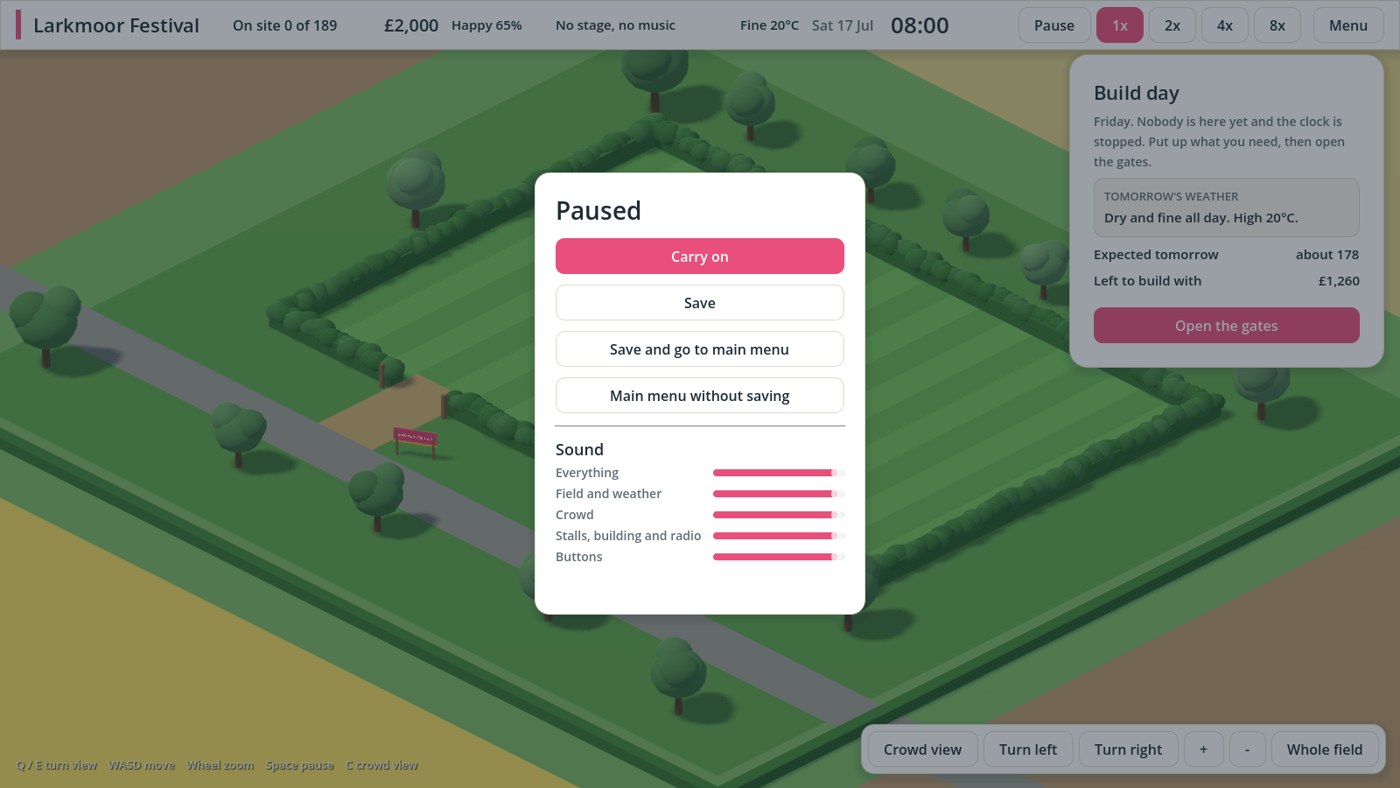 Larkmoor Festival On site 0 of 189 £2,000 Happy 65% No stage, no music Fine 20°C Sat 17 Jul 08:00 Pause 1x 2x 4x 8x Menu
Build day
Friday. Nobody is here yet and the clock is
stopped. Put up what you need, then open
the gates.
TOMORROW'S WEATHER
Dry and fine all day. High 20°C.
Expected tomorrow about 178
Left to build with £1,260
Open the gates
Paused
Carry on
Save
Save and go to main menu
Main menu without saving
Sound
Everything
Field and weather
Crowd
Stalls, building and radio
Buttons
Q / E turn view WASD move Wheel zoom Space pause C crowd view
Crowd view Turn left Turn right + - Whole field